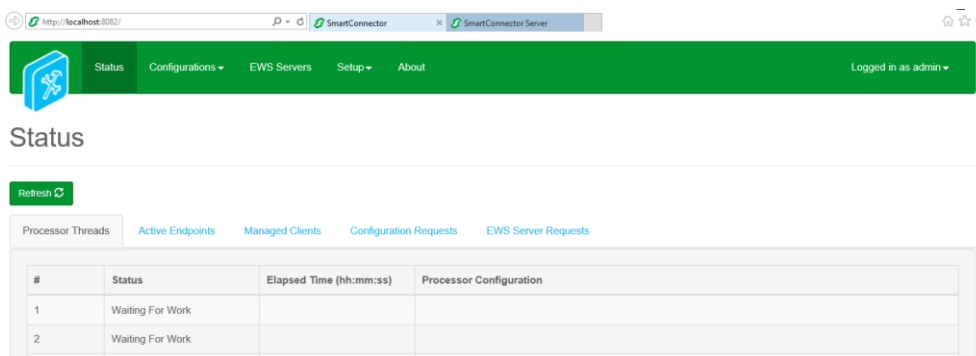 http://localhost:8082/ SmartConnector SmartConnector Server
Status Configurations EWS Servers Setup About Logged in as admin
Status
Refresh
Processor Threads Active Endpoints Managed Clients Configuration Requests EWS Server Requests
# Status Elapsed Time (hh:mm:ss) Processor Configuration
1 Waiting For Work
2 Waiting For Work